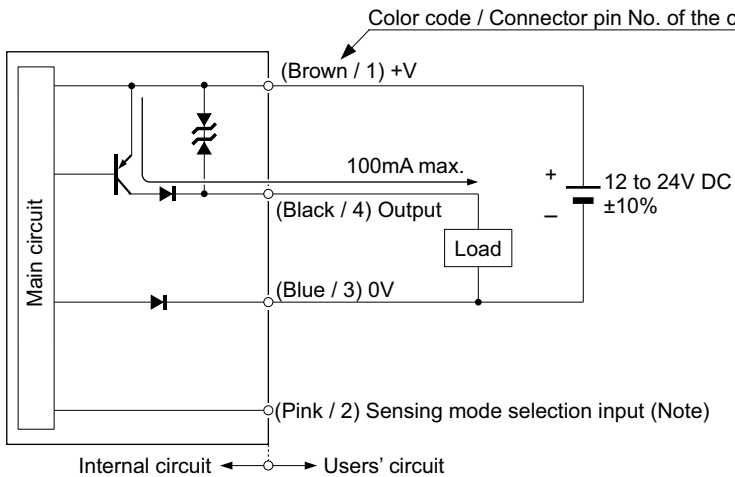 Color code / Connector pin No. of the
(Brown / 1) +V
100mA max.
+
12 to 24V DC
±10%
–
(Black / 4) Output
Load
Main circuit
(Blue / 3) 0V
(Pink / 2) Sensing mode selection input (Note)
Internal circuit
Users' circuit